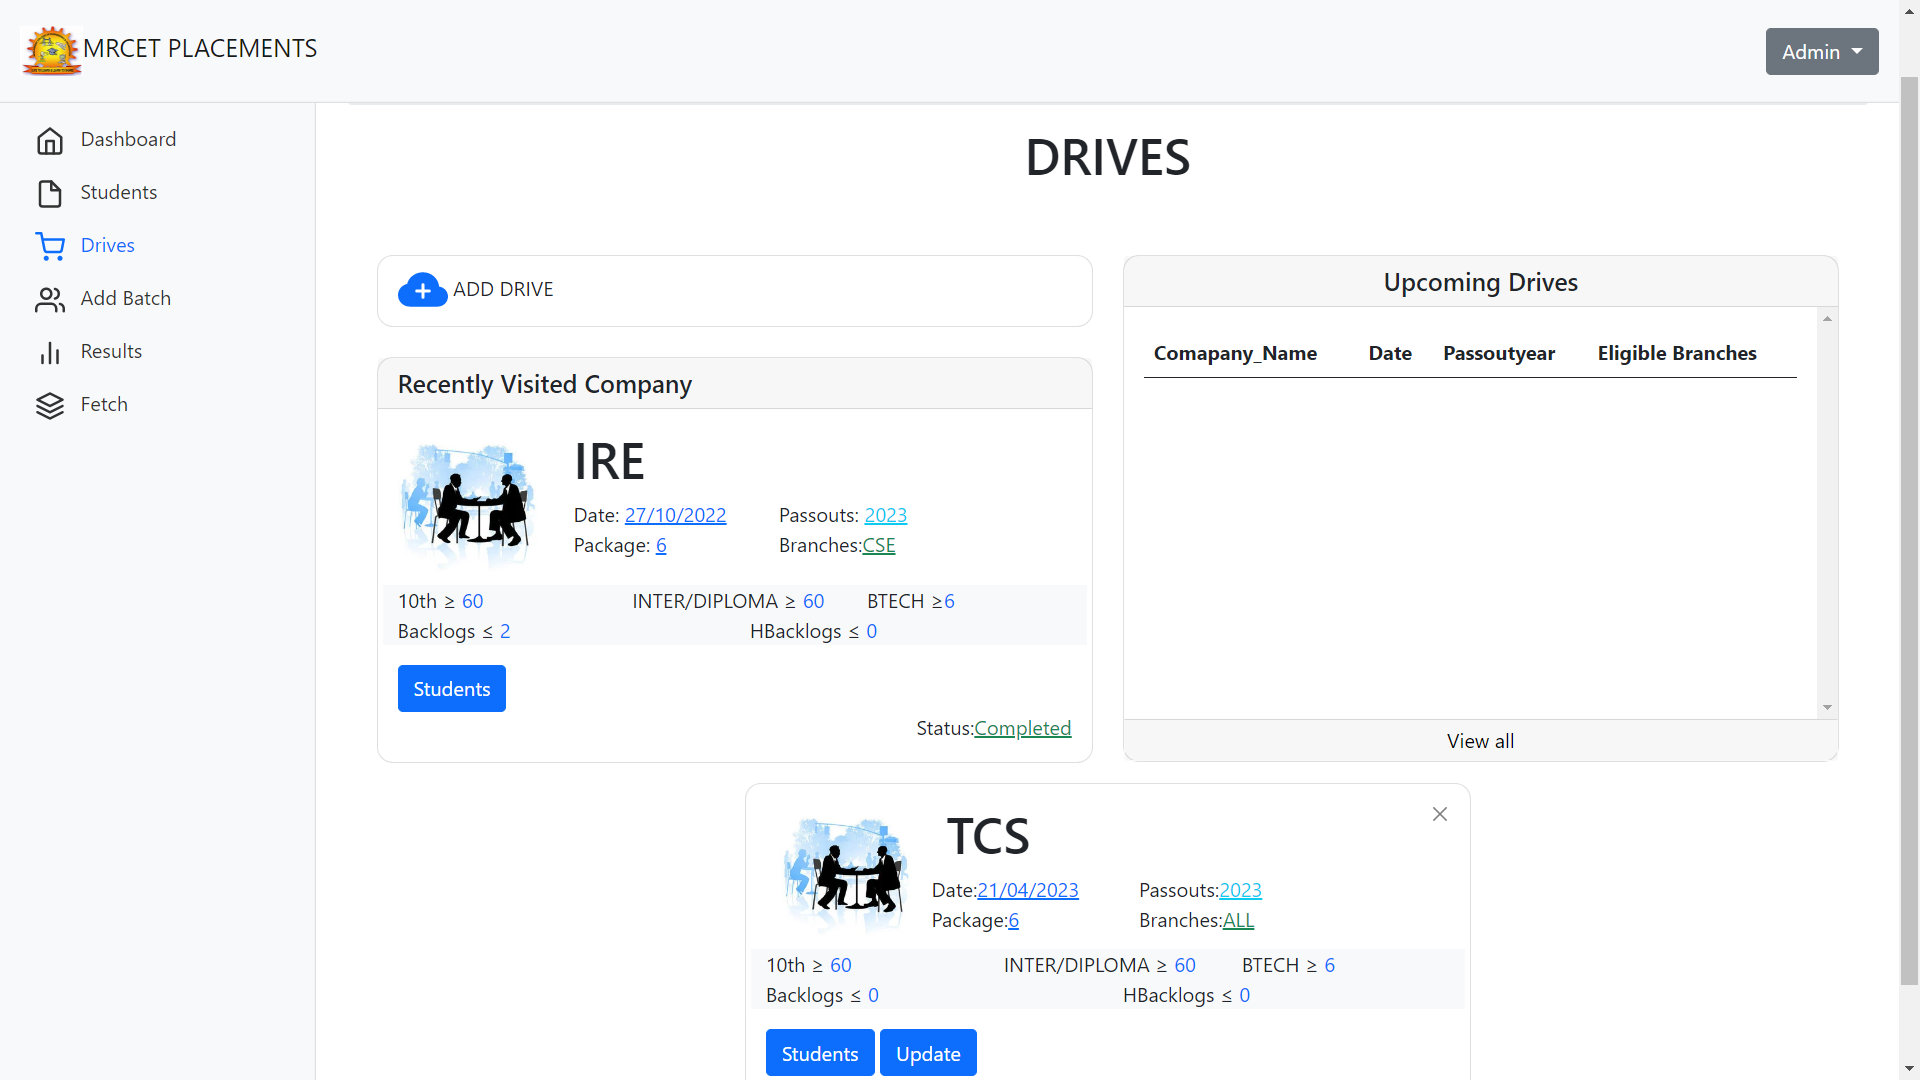 MRCET PLACEMENTS
Admin
Dashboard
Students
Drives
Add Batch
Results
Fetch
DRIVES
ADD DRIVE
Recently Visited Company
IRE
Date: 27/10/2022 Passouts: 2023
Package: 6 Branches:CSE
10th ≥ 60 INTER/DIPLOMA ≥ 60 BTECH ≥6
Backlogs ≤ 2 HBacklogs ≤ 0
Students
Status:Completed
Upcoming Drives
Comapany_Name Date Passoutyear Eligible Branches
View all
TCS
Date:21/04/2023 Passouts:2023
Package:6 Branches:ALL
10th ≥ 60 INTER/DIPLOMA ≥ 60 BTECH ≥ 6
Backlogs ≤ 0 HBacklogs ≤ 0
Students Update